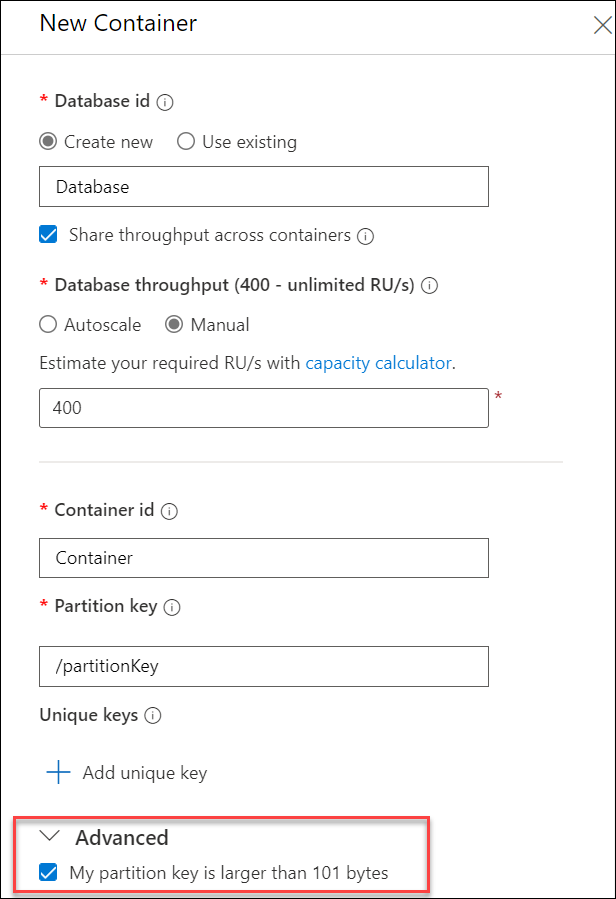 New Container
* Database id
Create new Use existing
Database
Share throughput across containers
* Database throughput (400 - unlimited RU/s)
Autoscale Manual
Estimate your required RU/s with capacity calculator.
400 *
* Container id
Container
* Partition key
/partitionKey
Unique keys
Add unique key
Advanced
My partition key is larger than 101 bytes